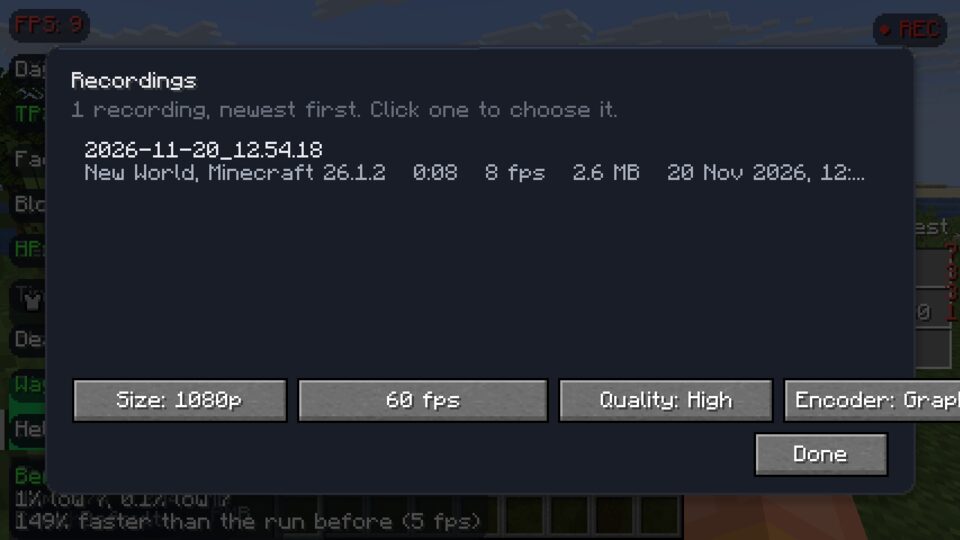 FPS: 9
REC
Recordings
1 recording, newest first. Click one to choose it.
2026-11-20_12.54.18
New World, Minecraft 26.1.2 0:08 8 fps 2.6 MB 20 Nov 2026, 12:...
Size: 1080p
60 fps
Quality: High
Encoder: Grap
Done
1% low 7, 0.1% low 7
149% faster than the run before (5 fps)